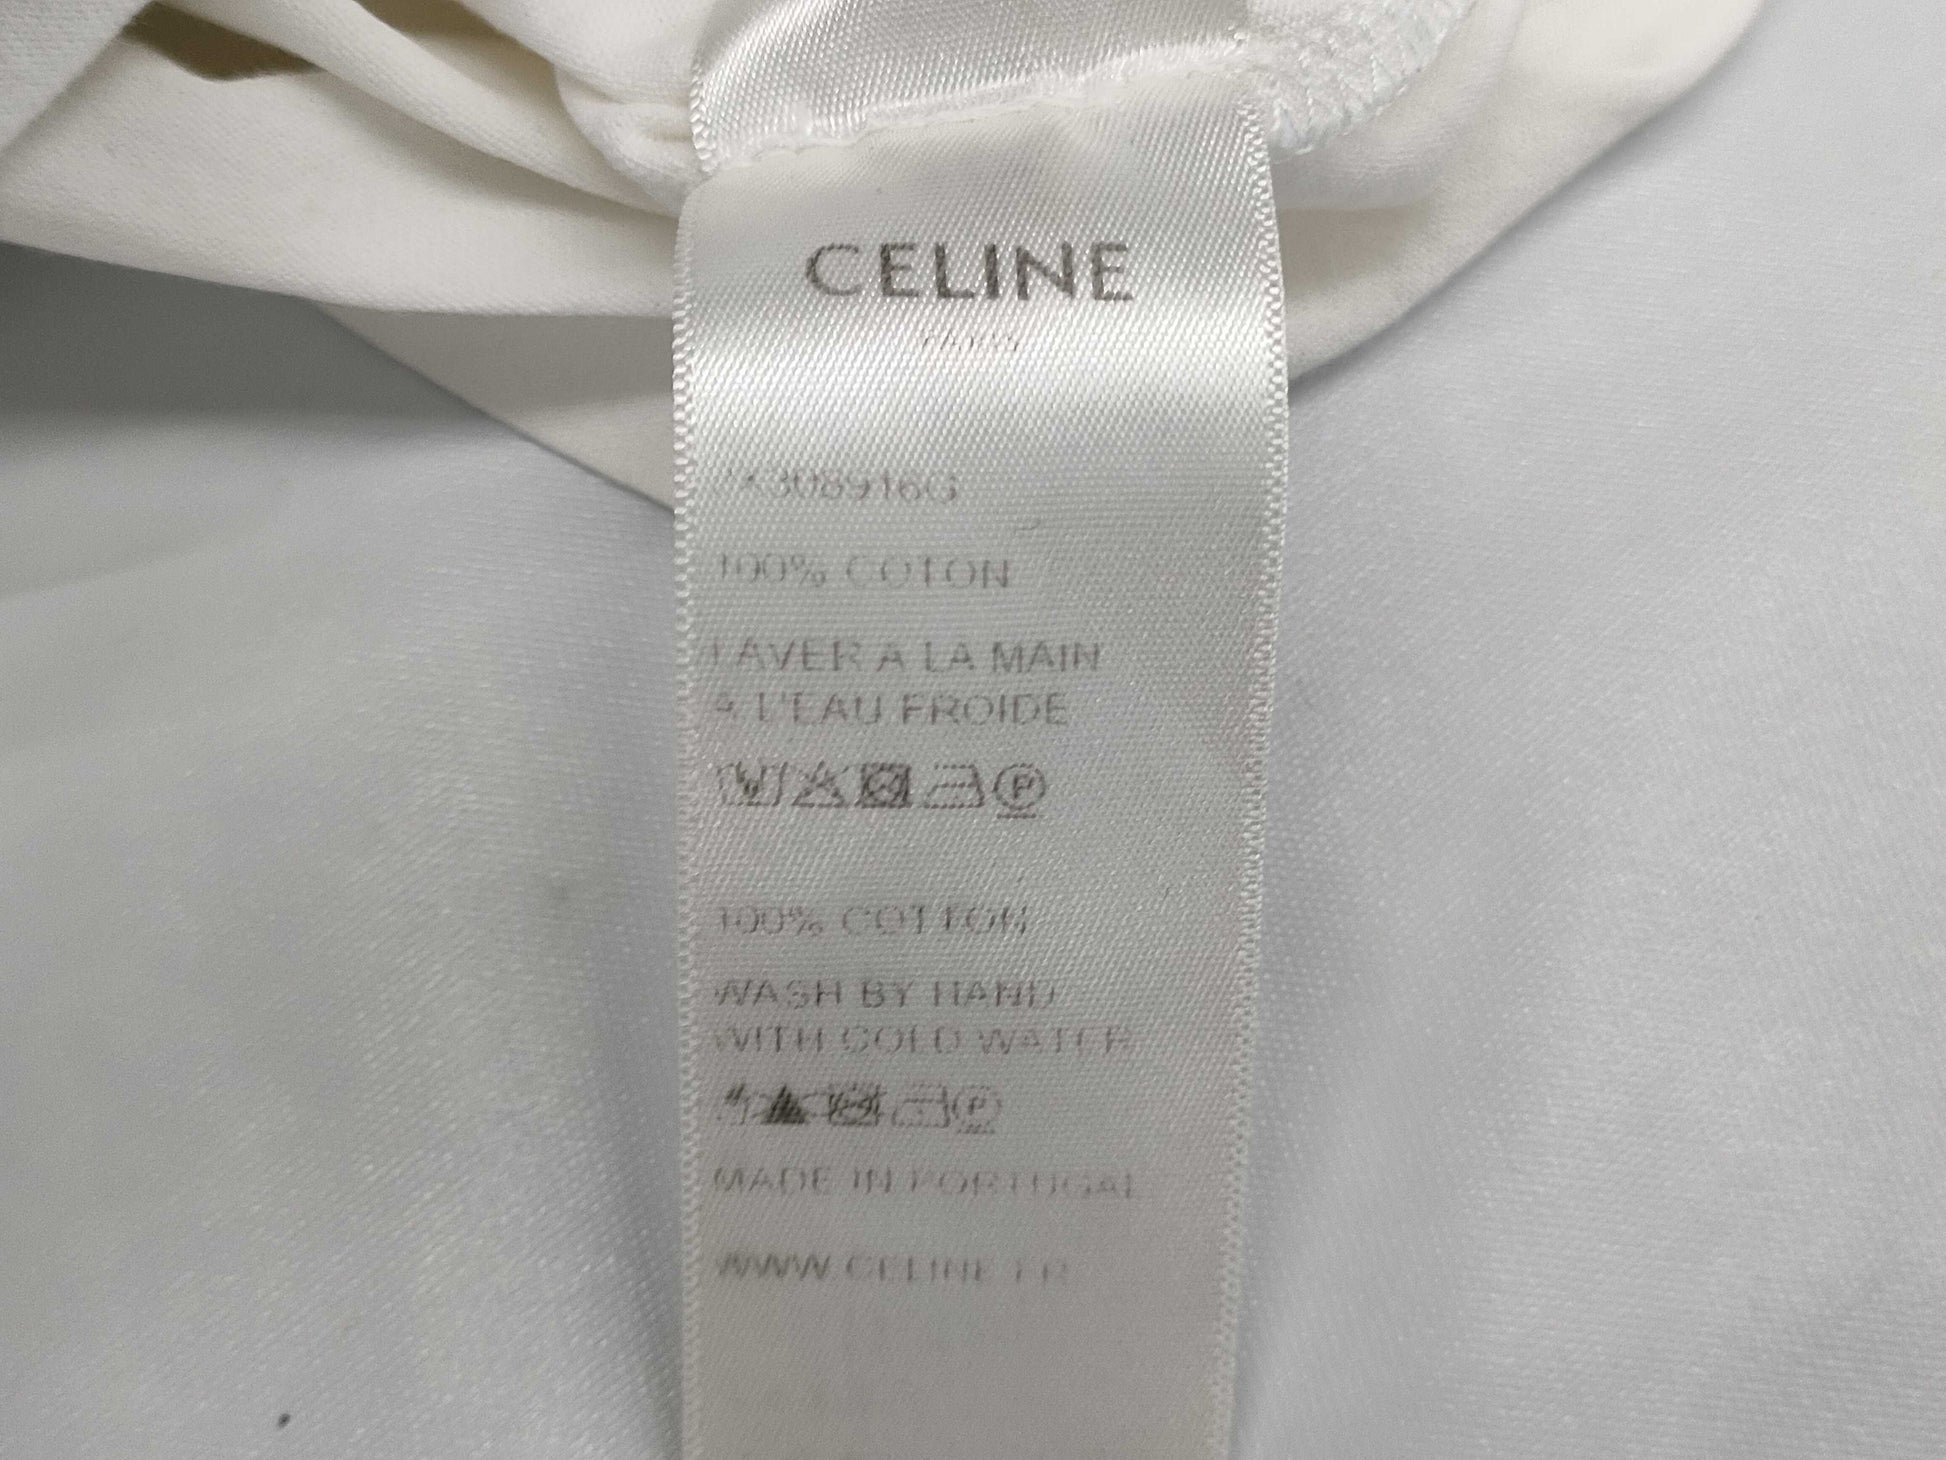 CELINE
PARIS
100% COTON
LAVER A LA MAIN
A L'EAU FROIDE
P
100% COTTON
WASH BY HAND
WITH COLD WATER
P
MADE IN PORTUGAL
WWW.CELINE.FR